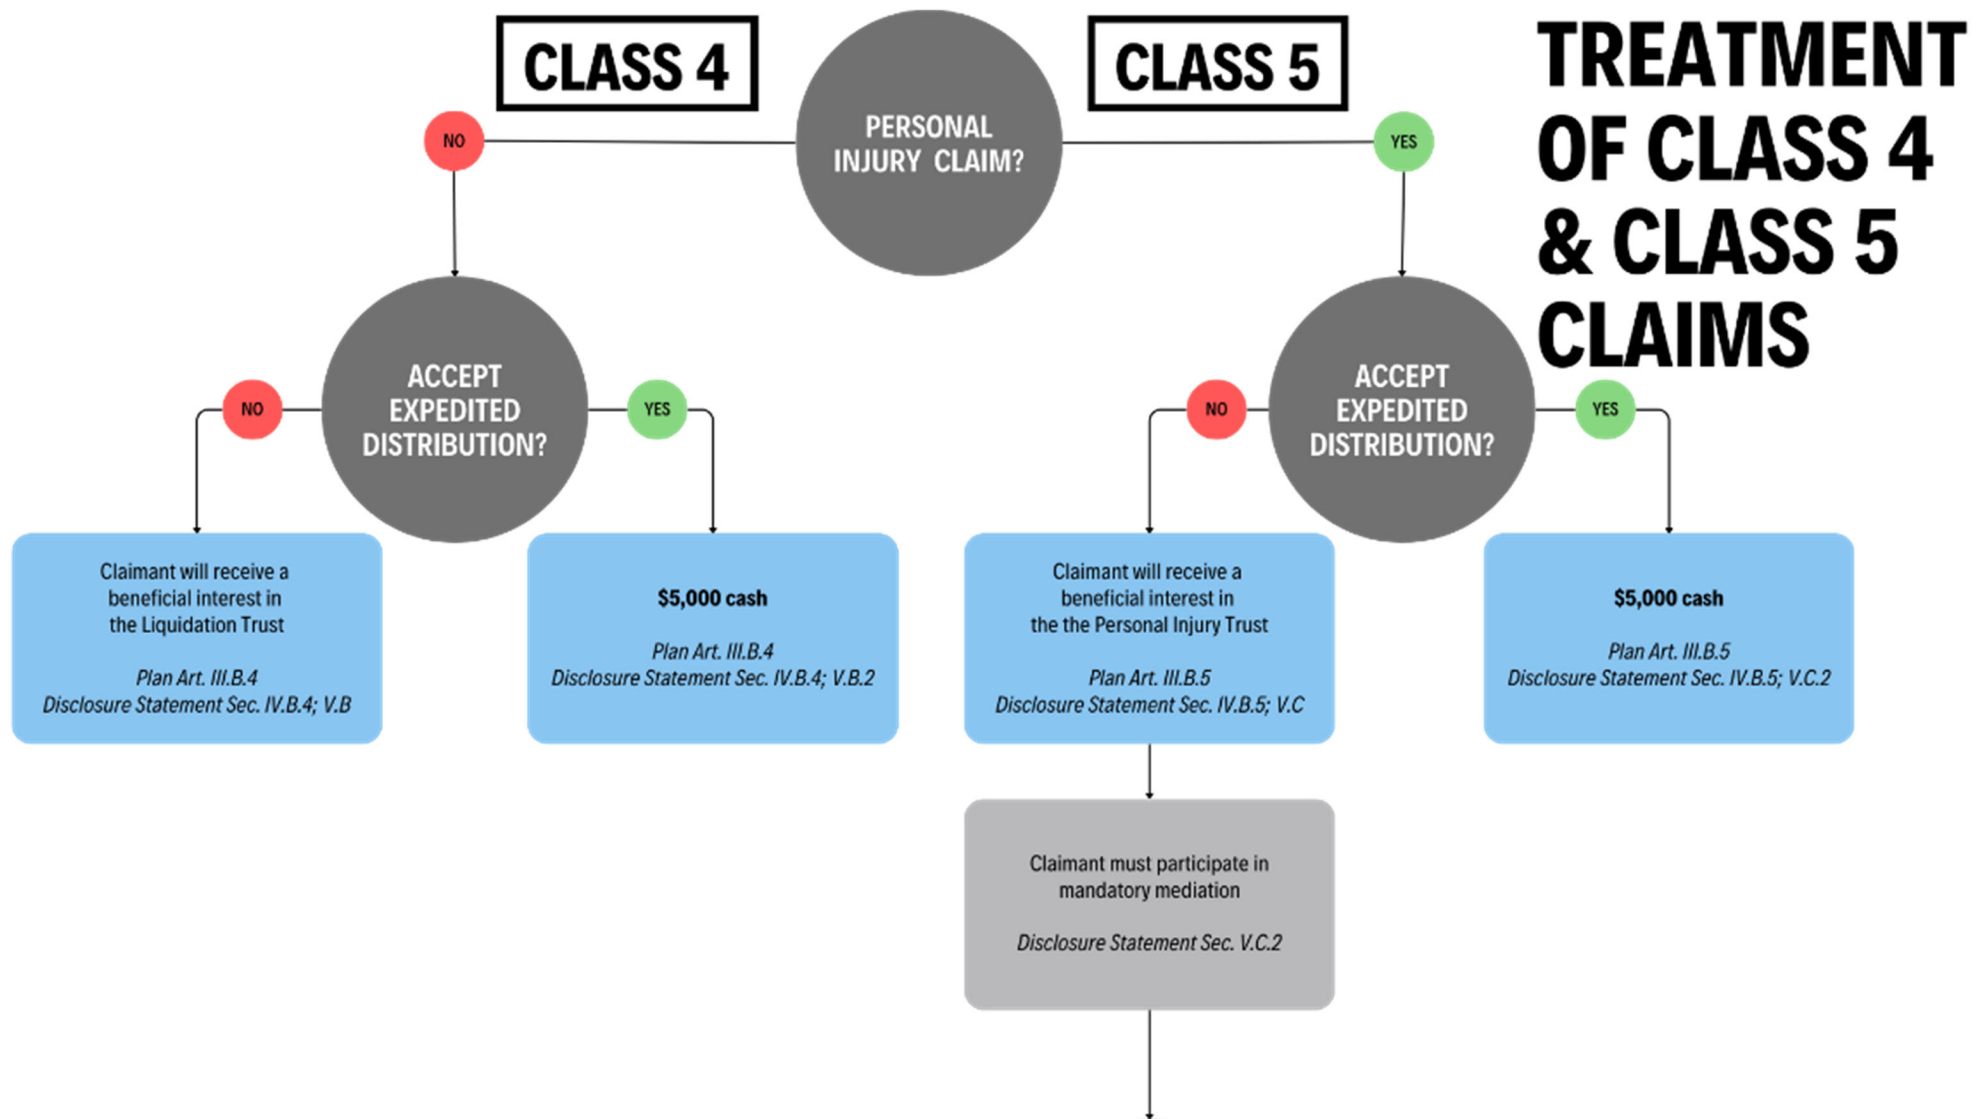 CLASS 4
CLASS 5
TREATMENT
OF CLASS 4
& CLASS 5
CLAIMS
PERSONAL
INJURY CLAIM?
NO
YES
ACCEPT
EXPEDITED
DISTRIBUTION?
NO
YES
ACCEPT
EXPEDITED
DISTRIBUTION?
NO
YES
Claimant will receive a
beneficial interest in
the Liquidation Trust
Plan Art. III.B.4
Disclosure Statement Sec. IV.B.4; V.B
$5,000 cash
Plan Art. III.B.4
Disclosure Statement Sec. IV.B.4; V.B.2
Claimant will receive a
beneficial interest in
the the Personal Injury Trust
Plan Art. III.B.5
Disclosure Statement Sec. IV.B.5; V.C
$5,000 cash
Plan Art. III.B.5
Disclosure Statement Sec. IV.B.5; V.C.2
Claimant must participate in
mandatory mediation
Disclosure Statement Sec. V.C.2